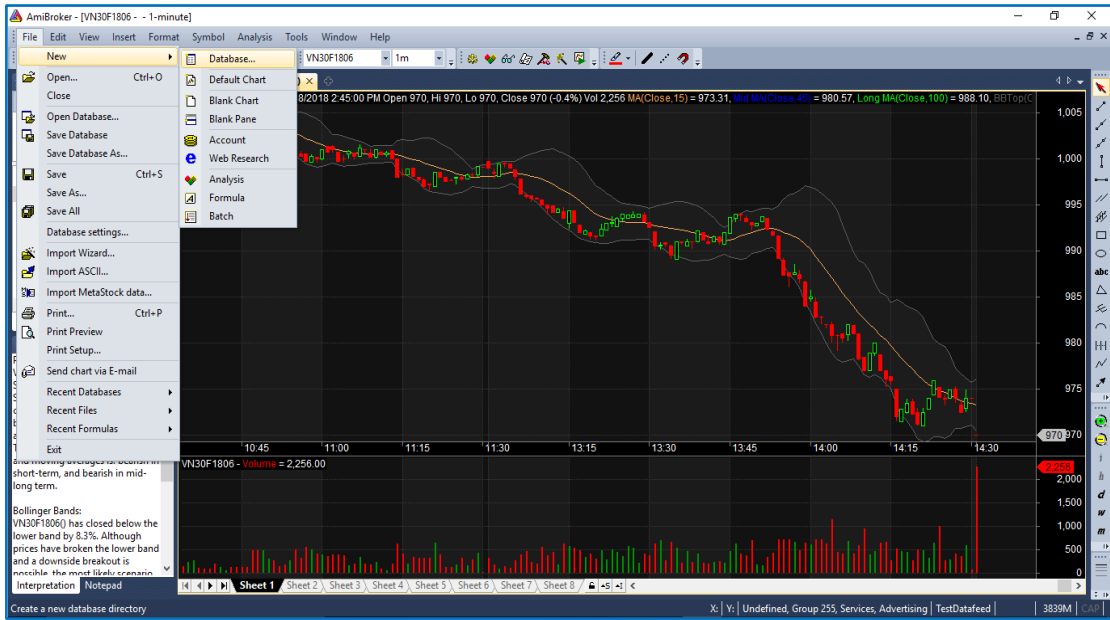 AmiBroker - [VN30F1806 - - 1-minute]
File Edit View Insert Format Symbol Analysis Tools Window Help
VN30F1806 1m
New
Open... Ctrl+O
Close
Open Database...
Save Database
Save Database As...
Save Ctrl+S
Save As...
Save All
Database settings...
Import Wizard...
Import ASCII...
Import MetaStock data...
Print... Ctrl+P
Print Preview
Print Setup...
Send chart via E-mail
Recent Databases
Recent Files
Recent Formulas
Exit
Database...
Default Chart
Blank Chart
Blank Pane
Account
Web Research
Analysis
Formula
Batch
8/2018 2:45:00 PM Open 970, Hi 970, Lo 970, Close 970 (-0.4%) Vol 2,256 MA(Close,15) = 973.31, Mid MA(Close,45) = 980.57, Long MA(Close,100) = 988.10, BBTop(C
1,005
1,000
995
990
985
980
975
970 970
10:45 11:00 11:15 11:30 13:15 13:30 13:45 14:00 14:15 14:30
VN30F1806 - Volume = 2,256.00
2,256
2,000
1,500
1,000
500
0
abc
i
h
d
w
m
and moving averages is: bearish in
short-term, and bearish in mid-
long term.
Bollinger Bands:
VN30F1806() has closed below the
lower band by 8.3%. Although
prices have broken the lower band
and a downside breakout is
possible, the most likely scenario
Interpretation Notepad
Sheet 1 Sheet 2 Sheet 3 Sheet 4 Sheet 5 Sheet 6 Sheet 7 Sheet 8
Create a new database directory
X: Y: Undefined, Group 255, Services, Advertising TestDatafeed 3839M CAP